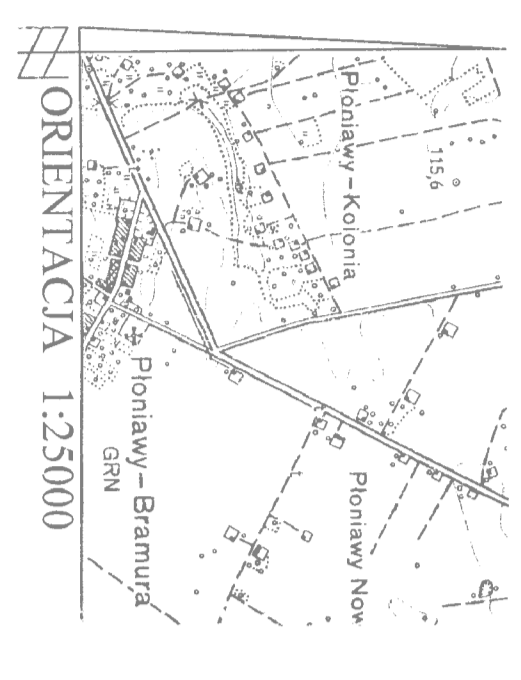 ORIENTACJA 1:25000
Płoniawy-Kolonia
115,6
Płoniawy-Bramura
GRN
Płoniawy Now